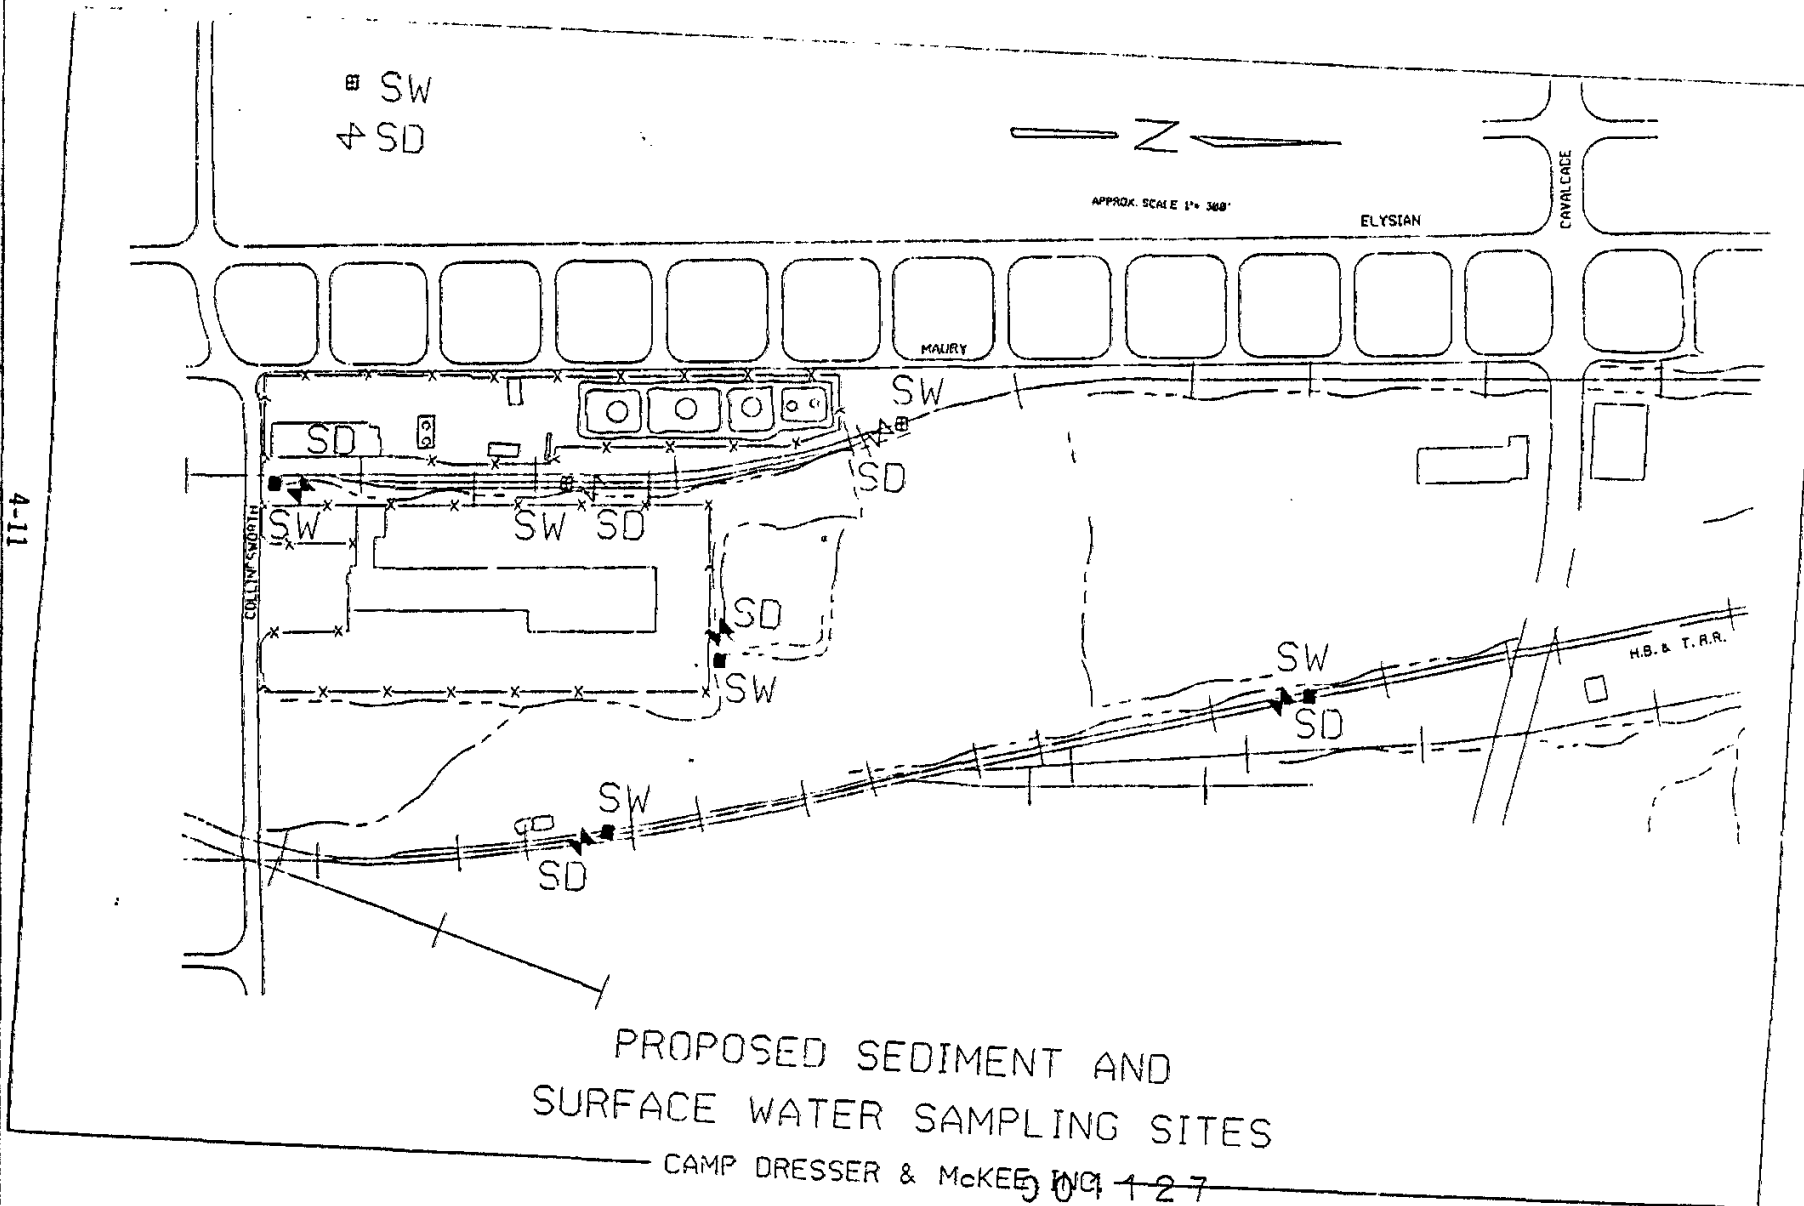 SW
SD
N
APPROX. SCALE 1"= 300'
ELYSIAN
CAVALCADE
MAURY
SW
SD
SD
SW
SW
SD
COLLINGSWORTH
SD
SW
SW
SD
H.B. & T. R.R.
SW
SD
4-11
PROPOSED SEDIMENT AND
SURFACE WATER SAMPLING SITES
CAMP DRESSER & McKEE INC.